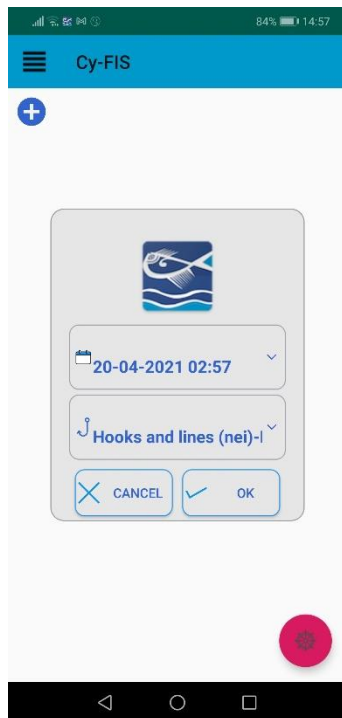 84% 14:57
Cy-FIS
20-04-2021 02:57
Hooks and lines (nei)-
CANCEL
OK